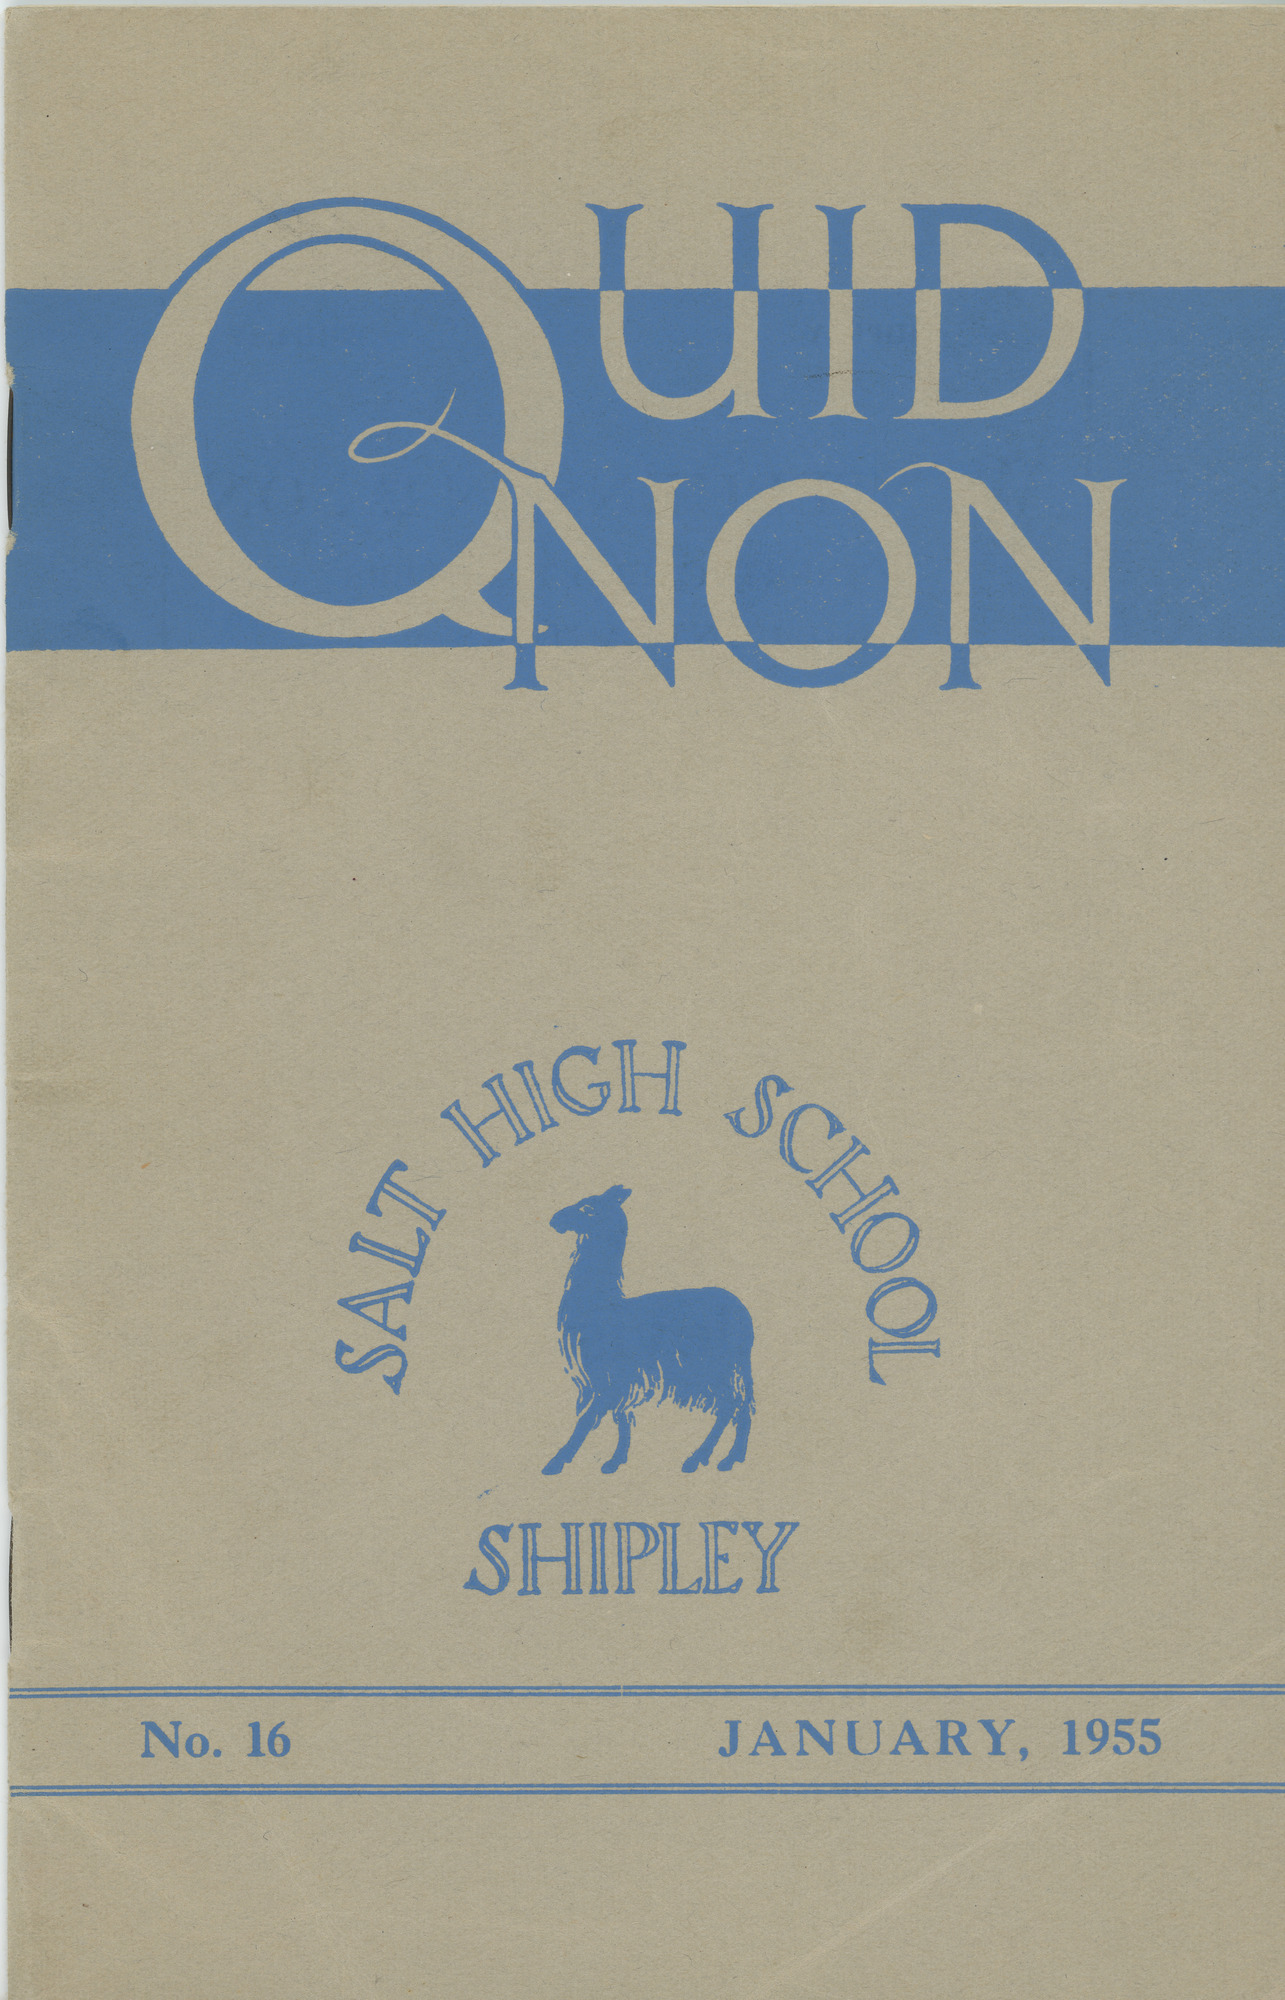 QUID
NON
SALT HIGH SCHOOL
SHIPLEY
No. 16
JANUARY, 1955